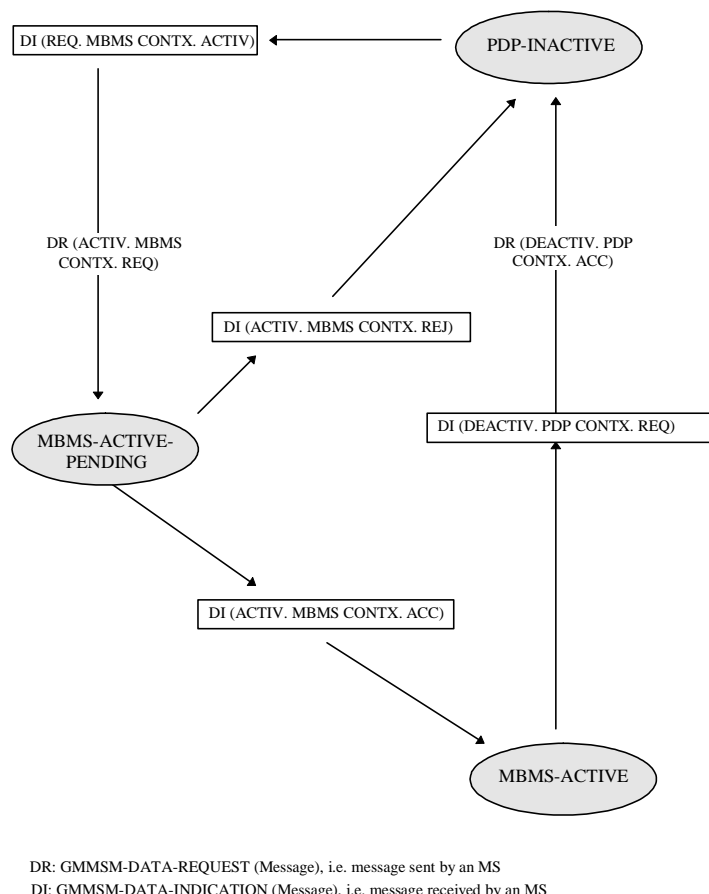 DI (REQ. MBMS CONTX. ACTIV)
PDP-INACTIVE
DR (ACTIV. MBMS
CONTX. REQ)
DR (DEACTIV. PDP
CONTX. ACC)
DI (ACTIV. MBMS CONTX. REJ)
MBMS-ACTIVE-
PENDING
DI (DEACTIV. PDP CONTX. REQ)
DI (ACTIV. MBMS CONTX. ACC)
MBMS-ACTIVE
DR: GMMSM-DATA-REQUEST (Message), i.e. message sent by an MS
DI: GMMSM-DATA-INDICATION (Message), i.e. message received by an MS